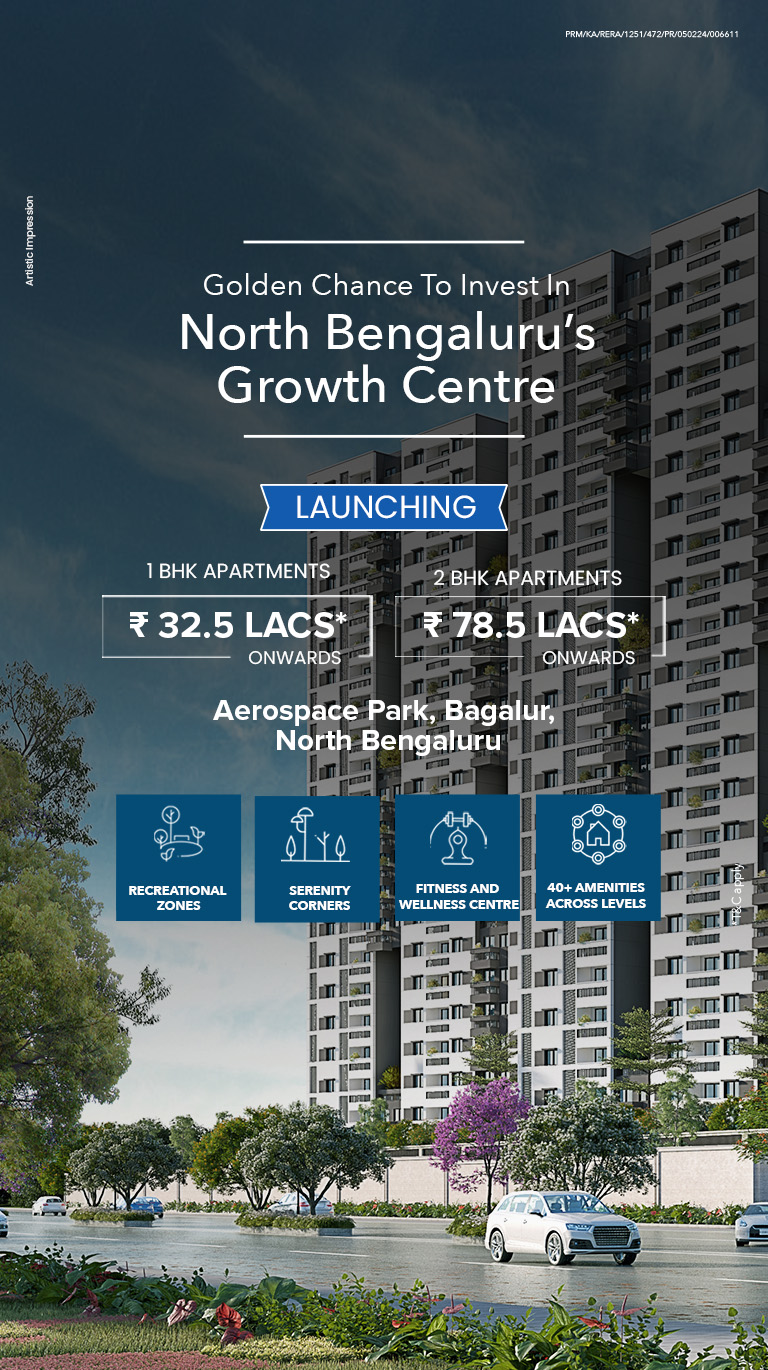 PRM/KA/RERA/1251/472/PR/050224/006611
Artistic Impression
Golden Chance To Invest In
North Bengaluru's
Growth Centre
LAUNCHING
1 BHK APARTMENTS
₹ 32.5 LACS*
ONWARDS
2 BHK APARTMENTS
₹ 78.5 LACS*
ONWARDS
Aerospace Park, Bagalur,
North Bengaluru
RECREATIONAL
ZONES
SERENITY
CORNERS
FITNESS AND
WELLNESS CENTRE
40+ AMENITIES
ACROSS LEVELS
*T&C apply